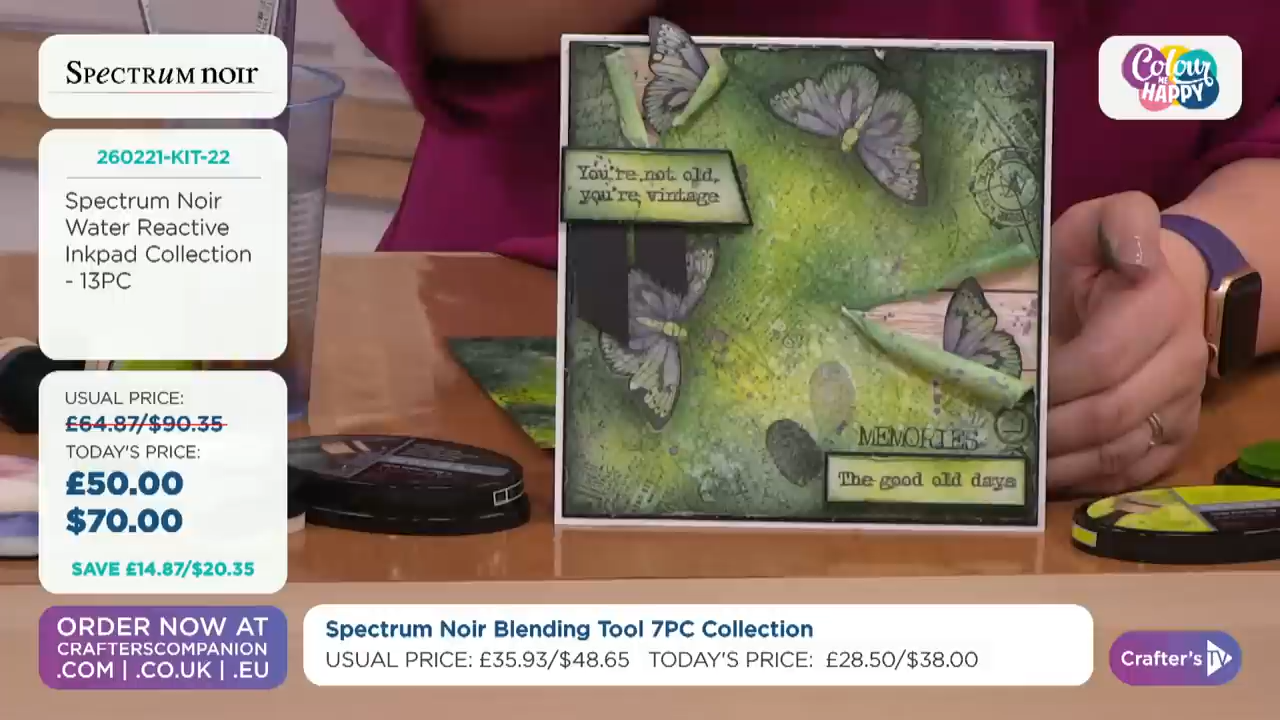 SPECTRUM NOIR
260221-KIT-22
Spectrum Noir
Water Reactive
Inkpad Collection
- 13PC
USUAL PRICE:
£64.87/$90.35
TODAY'S PRICE:
£50.00
$70.00
SAVE £14.87/$20.35
ORDER NOW AT
CRAFTERSCOMPANION
.COM | .CO.UK | .EU
Colour
ME
HAPPY
You're not old,
you're vintage
MEMORIES
The good old days
Spectrum Noir Blending Tool 7PC Collection
USUAL PRICE: £35.93/$48.65 TODAY'S PRICE: £28.50/$38.00
Crafter's TV